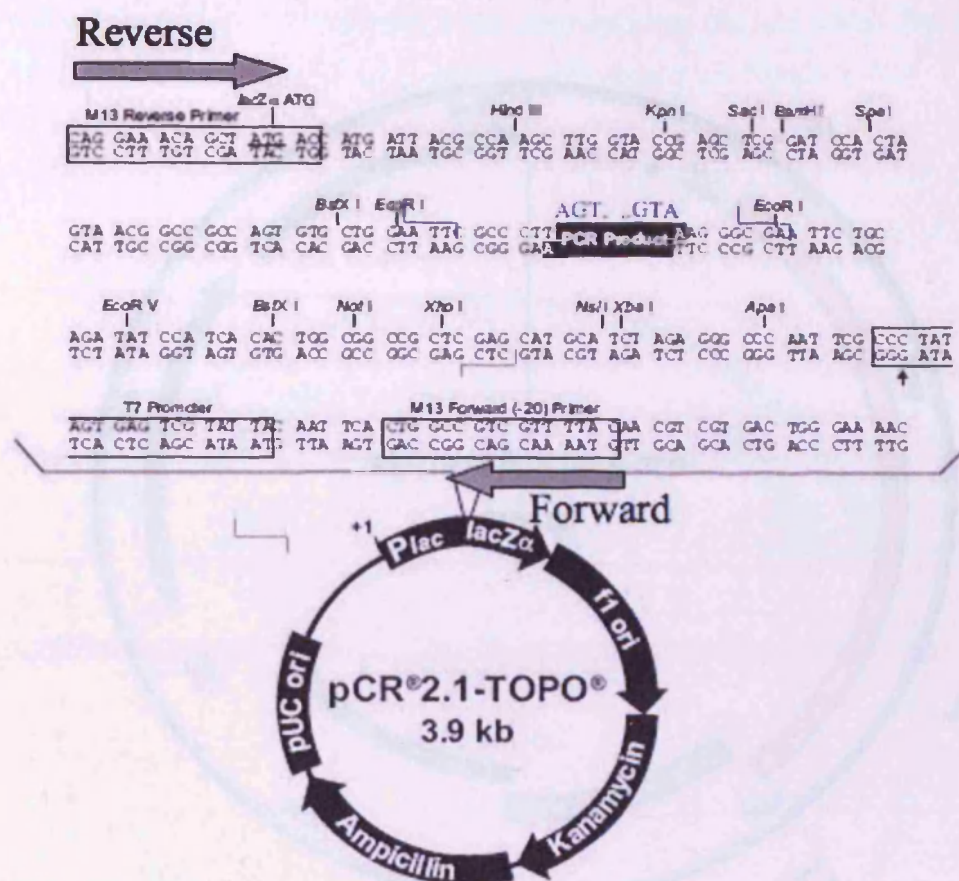 Reverse
lacZα ATG
M13 Reverse Primer Hind III Kpn I Sac I BamH I Spe I
CAG GAA ACA GCT ATG ACC ATG ATT ACG CCA AGC TTG GTA CCG AGC TCG GAT CCA CTA
GTC CTT TGT CGA TAC TGG TAC TAA TGC GGT TCG AAC CAT GGC TCG AGC CTA GGT GAT
BstX I EcoR I AGT. ..GTA EcoR I
GTA ACG GCC GCC AGT GTG CTG GAA TTC GCC CTT PCR Product AAG GGC GAA TTC TGC
CAT TGC CGG CGG TCA CAC GAC CTT AAG CGG GAA TTC CCG CTT AAG ACG
EcoR V BstX I Not I Xho I Nsi I Xba I Apa I
AGA TAT CCA TCA CAC TGG CGG CCG CTC GAG CAT GCA TCT AGA GGG CCC AAT TCG CCC TAT
TCT ATA GGT AGT GTG ACC GCC GGC GAG CTC GTA CGT AGA TCT CCC GGG TTA AGC GGG ATA
T7 Promoter M13 Forward (-20) Primer
AGT GAG TCG TAT TAC AAT TCA CTG GCC GTC GTT TTA CAA CGT CGT GAC TGG GAA AAC
TCA CTC AGC ATA ATG TTA AGT GAC CGG CAG CAA AAT GTT GCA GCA CTG ACC CTT TTG
Forward
+1
Plac lacZα
f1 ori
pUC ori
pCR®2.1-TOPO®
3.9 kb
Kanamycin
Ampicillin